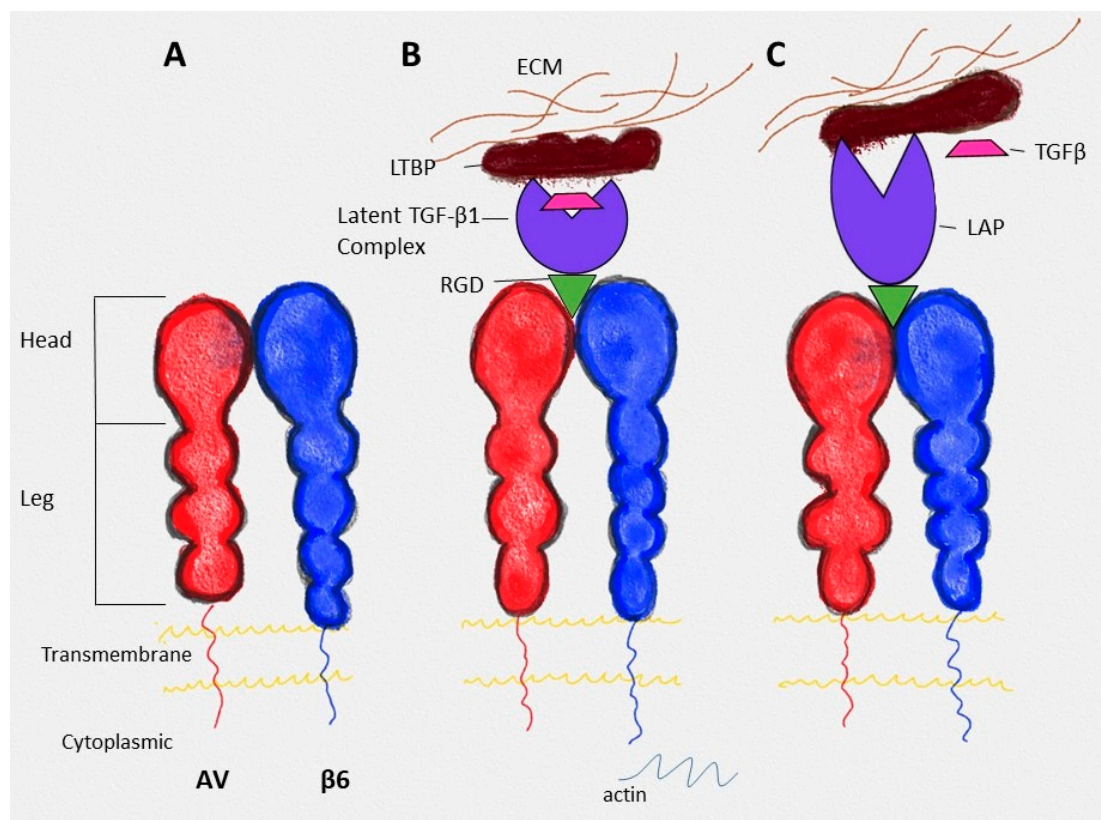 A
B
C
ECM
LTBP
TGFβ
Latent TGF-β1
Complex
LAP
RGD
Head
Leg
Transmembrane
Cytoplasmic
AV
β6
actin